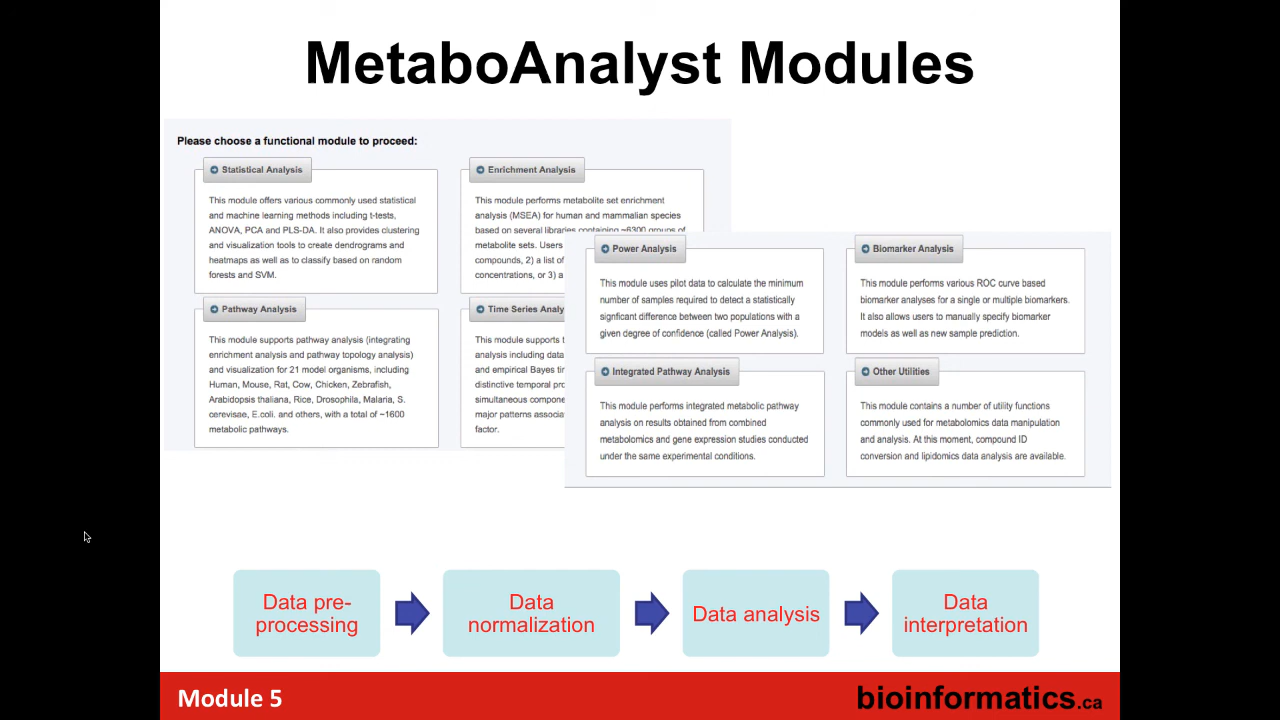 MetaboAnalyst Modules
Please choose a functional module to proceed:
Statistical Analysis
This module offers various commonly used statistical
and machine learning methods including t-tests,
ANOVA, PCA and PLS-DA. It also provides clustering
and visualization tools to create dendrograms and
heatmaps as well as to classify based on random
forests and SVM.
Enrichment Analysis
This module performs metabolite set enrichment
analysis (MSEA) for human and mammalian species
based on several libraries containing ~6300 groups of
metabolite sets. Users
compounds, 2) a list of
concentrations, or 3) a
Pathway Analysis
This module supports pathway analysis (integrating
enrichment analysis and pathway topology analysis)
and visualization for 21 model organisms, including
Human, Mouse, Rat, Cow, Chicken, Zebrafish,
Arabidopsis thaliana, Rice, Drosophila, Malaria, S.
cerevisae, E.coli. and others, with a total of ~1600
metabolic pathways.
Time Series Analy
This module supports
analysis including data
and empirical Bayes
distinctive temporal
simultaneous
major patterns
factor.
Power Analysis
This module uses pilot data to calculate the minimum
number of samples required to detect a statistically
signficant difference between two populations with a
given degree of confidence (called Power Analysis).
Biomarker Analysis
This module performs various ROC curve based
biomarker analyses for a single or multiple biomarkers.
It also allows users to manually specify biomarker
models as well as new sample prediction.
Integrated Pathway Analysis
This module performs integrated metabolic pathway
analysis on results obtained from combined
metabolomics and gene expression studies conducted
under the same experimental conditions.
Other Utilities
This module contains a number of utility functions
commonly used for metabolomics data manipulation
and analysis. At this moment, compound ID
conversion and lipidomics data analysis are available.
Data pre-
processing
Data
normalization
Data analysis
Data
interpretation
Module 5
bioinformatics.ca